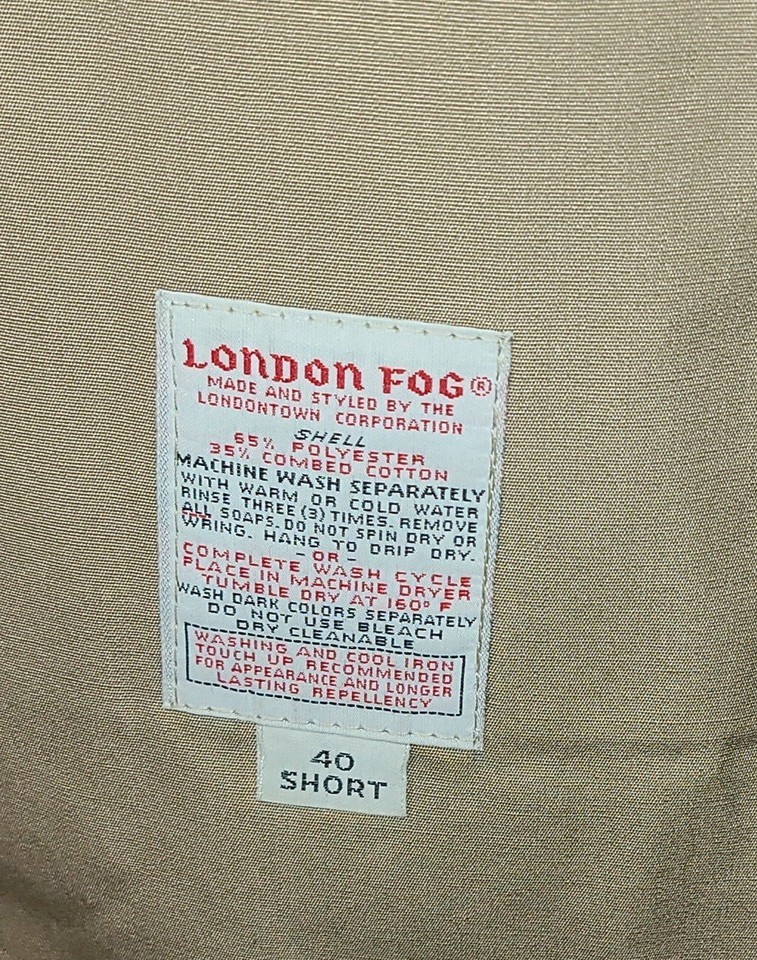 LONDON FOG®
MADE AND STYLED BY THE
LONDONTOWN CORPORATION
SHELL
65% POLYESTER
35% COMBED COTTON
MACHINE WASH SEPARATELY
WITH WARM OR COLD WATER
RINSE THREE (3) TIMES. REMOVE
ALL SOAPS. DO NOT SPIN DRY OR
WRING. HANG TO DRIP DRY.
- OR -
COMPLETE WASH CYCLE
PLACE IN MACHINE DRYER
TUMBLE DRY AT 160° F
WASH DARK COLORS SEPARATELY
DO NOT USE BLEACH
DRY CLEANABLE
WASHING AND COOL IRON
TOUCH UP RECOMMENDED
FOR APPEARANCE AND LONGER
LASTING REPELLENCY
40
SHORT